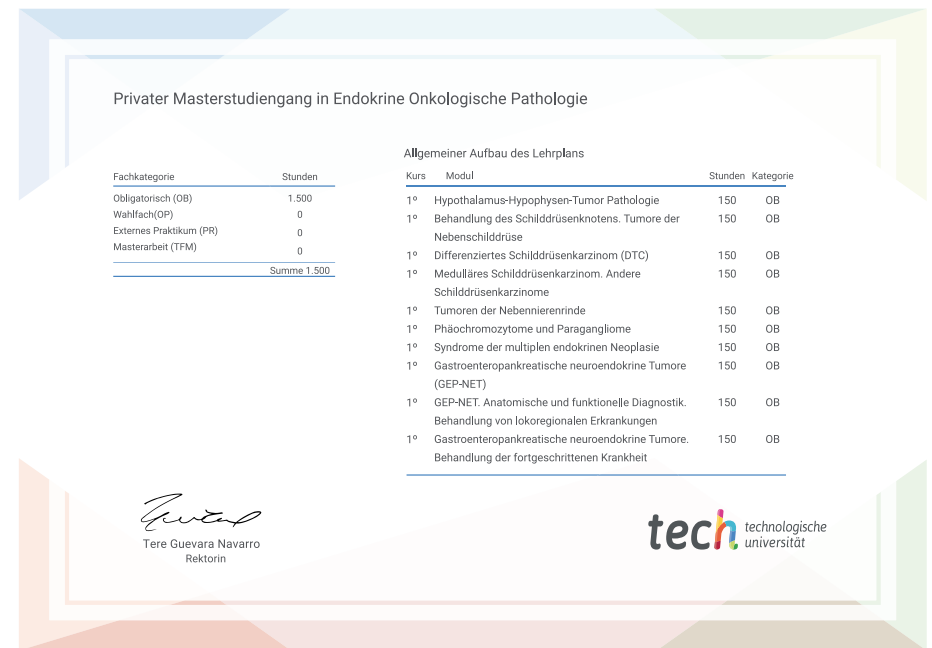 Privater Masterstudiengang in Endokrine Onkologische Pathologie
Fachkategorie Stunden
Obligatorisch (OB) 1.500
Wahlfach(OP) 0
Externes Praktikum (PR) 0
Masterarbeit (TFM) 0
Summe 1.500
Allgemeiner Aufbau des Lehrplans
Kurs Modul Stunden Kategorie
1º Hypothalamus-Hypophysen-Tumor Pathologie 150 OB
1º Behandlung des Schilddrüsenknotens. Tumore der 150 OB
Nebenschilddrüse
1º Differenziertes Schilddrüsenkarzinom (DTC) 150 OB
1º Medulläres Schilddrüsenkarzinom. Andere 150 OB
Schilddrüsenkarzinome
1º Tumoren der Nebennierenrinde 150 OB
1º Phäochromozytome und Paragangliome 150 OB
1º Syndrome der multiplen endokrinen Neoplasie 150 OB
1º Gastroenteropankreatische neuroendokrine Tumore 150 OB
(GEP-NET)
1º GEP-NET. Anatomische und funktionelle Diagnostik. 150 OB
Behandlung von lokoregionalen Erkrankungen
1º Gastroenteropankreatische neuroendokrine Tumore. 150 OB
Behandlung der fortgeschrittenen Krankheit
Tere Guevara Navarro
Rektorin
tech technologische
universität